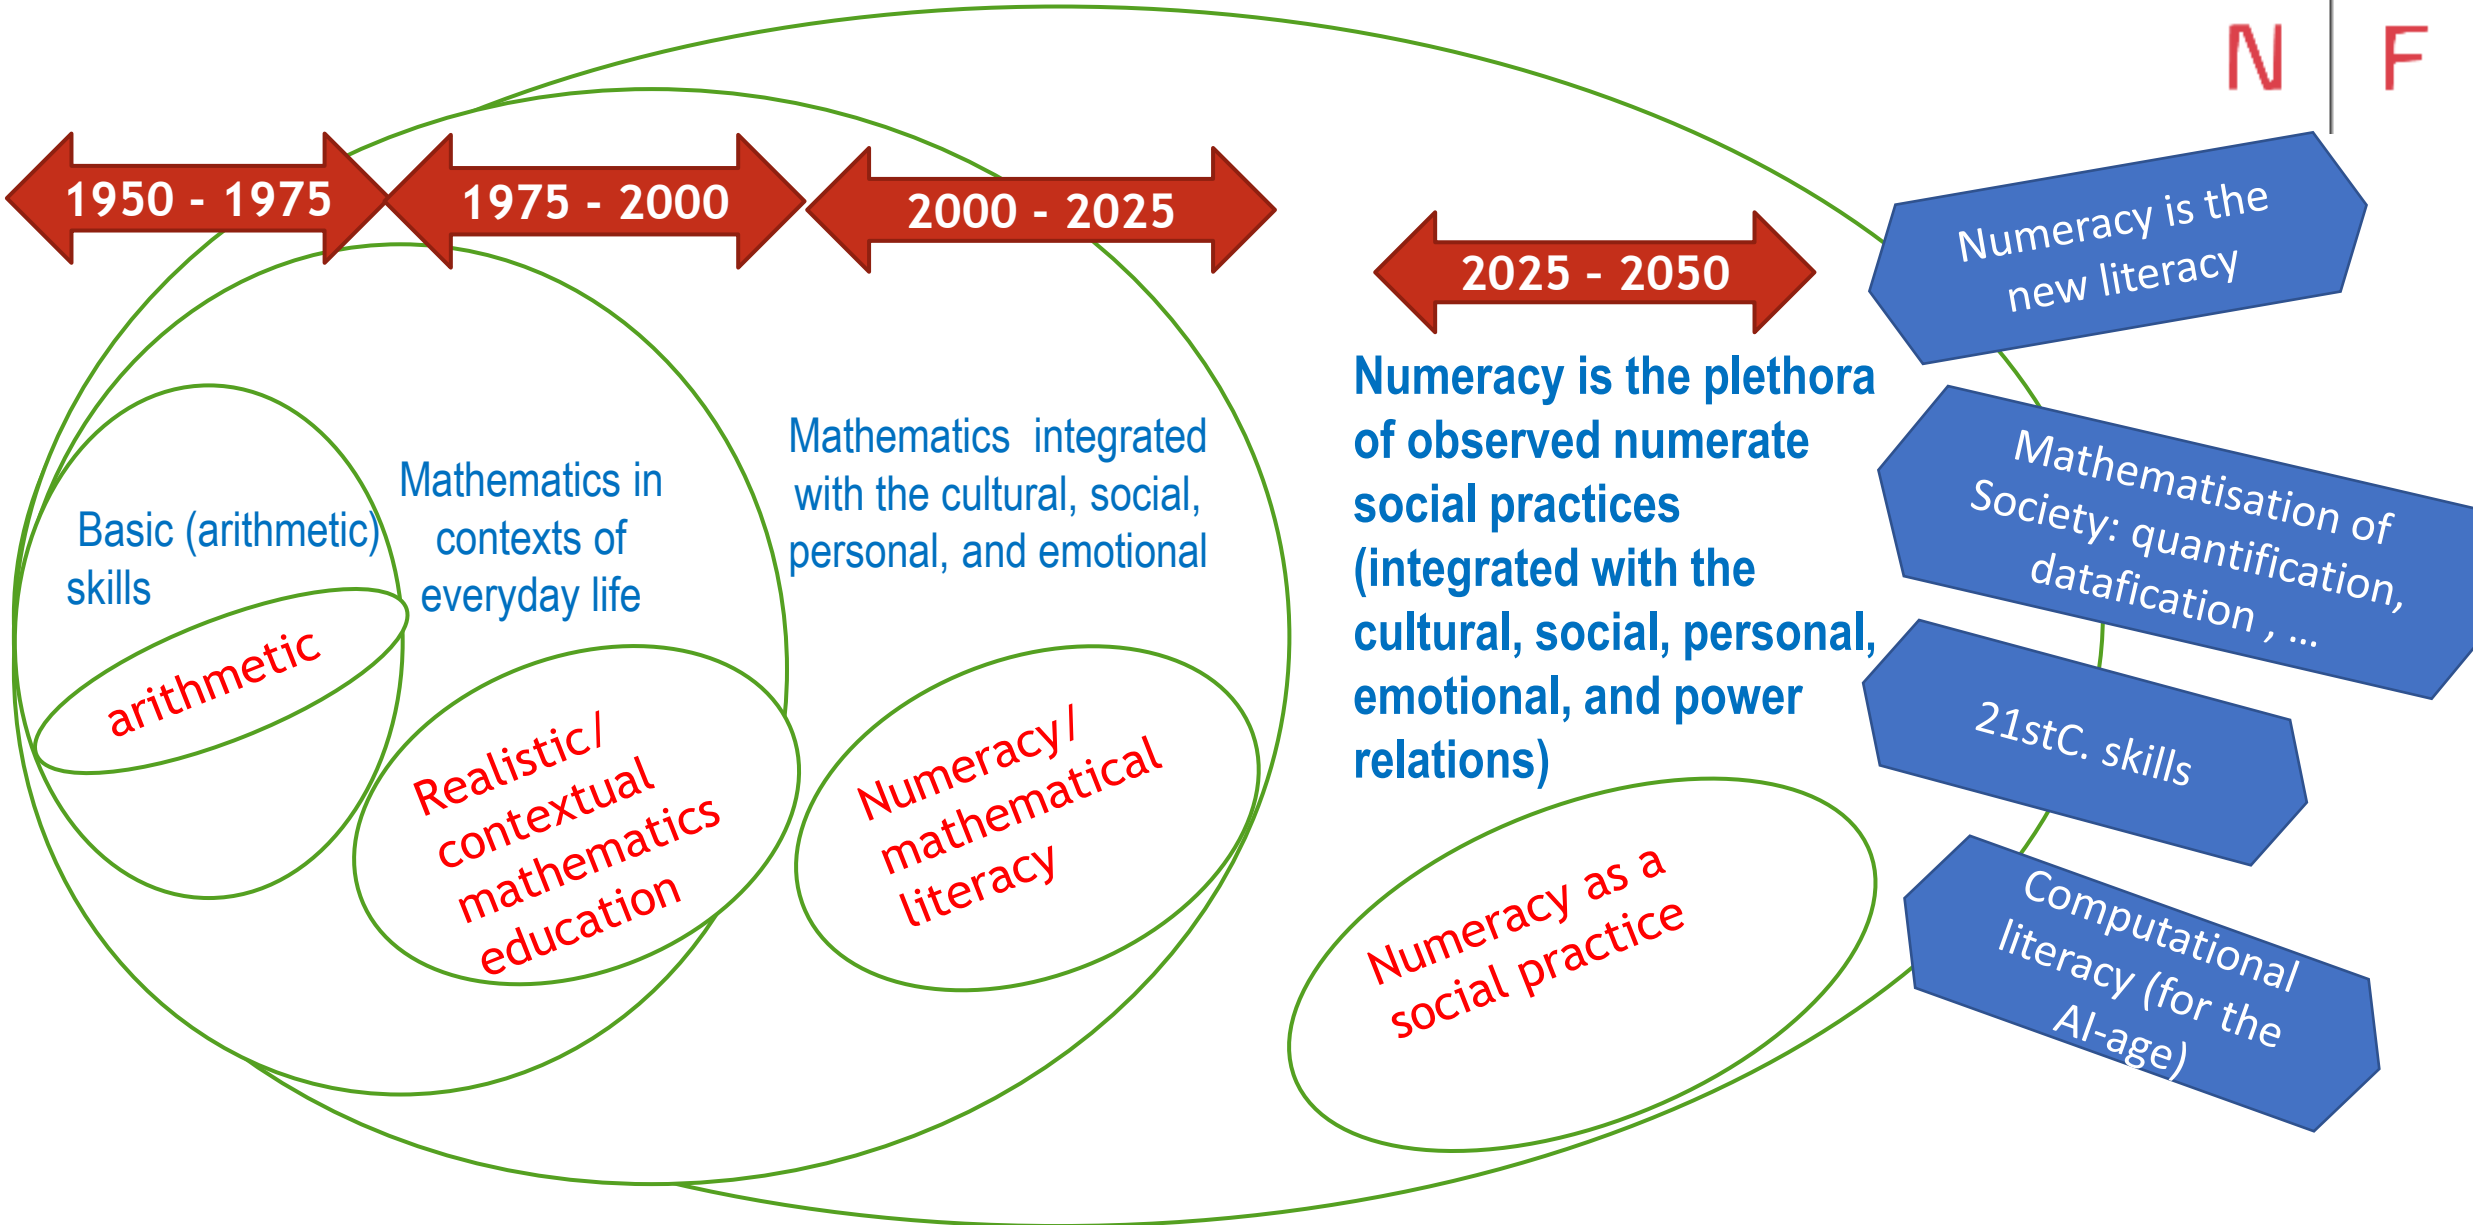 N F
1950 - 1975
1975 - 2000
2000 - 2025
2025 - 2050
Basic (arithmetic)
skills
arithmetic
Mathematics in
contexts of
everyday life
Realistic/
contextual
mathematics
education
Mathematics integrated
with the cultural, social,
personal, and emotional
Numeracy/
mathematical
literacy
Numeracy is the plethora
of observed numerate
social practices
(integrated with the
cultural, social, personal,
emotional, and power
relations)
Numeracy as a
social practice
Numeracy is the
new literacy
Mathematisation of
Society: quantification,
datafication , ...
21stC. skills
Computational
literacy (for the
AI-age)